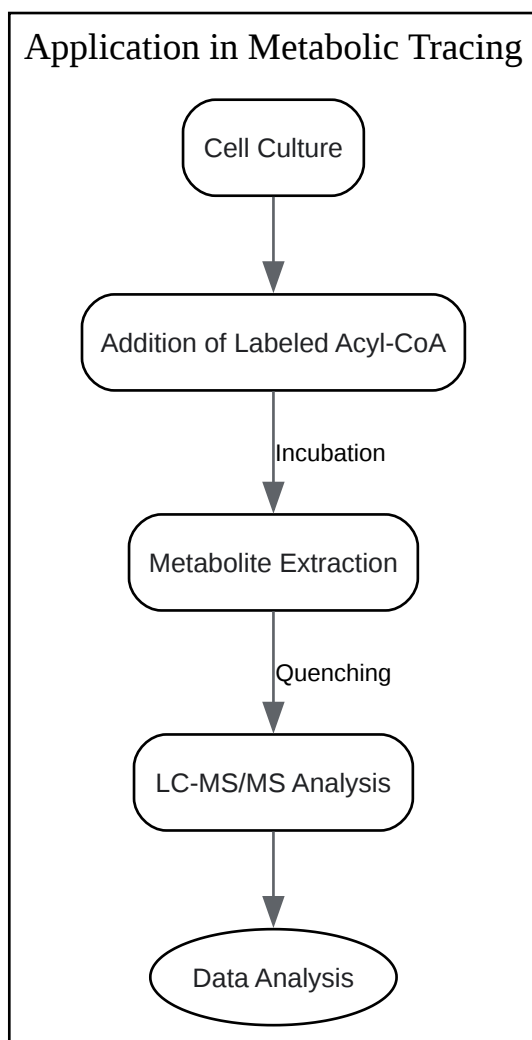 Application in Metabolic Tracing
Cell Culture
Addition of Labeled Acyl-CoA
Incubation
Metabolite Extraction
Quenching
LC-MS/MS Analysis
Data Analysis